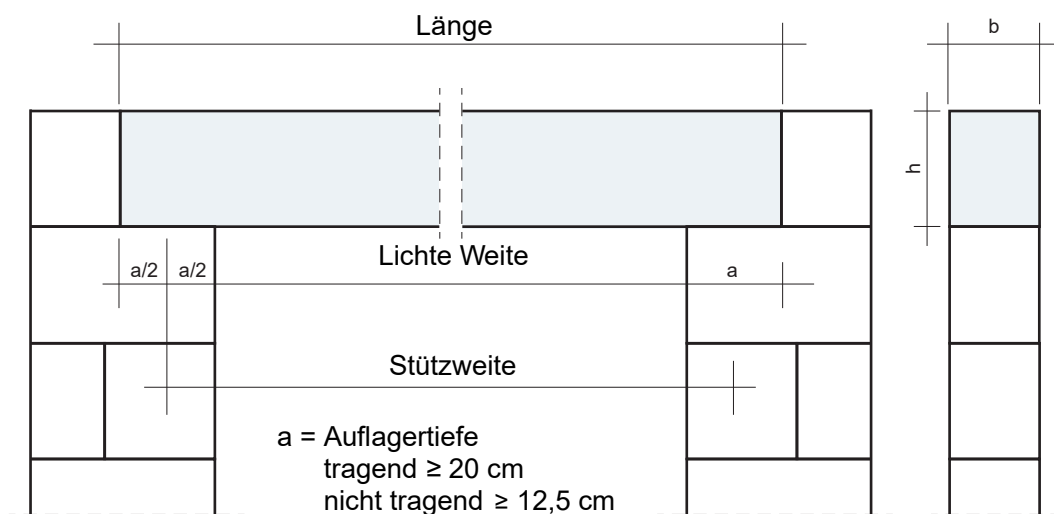 Länge
b
h
Lichte Weite
a/2 a/2
a
Stützweite
a = Auflagertiefe
tragend ≥ 20 cm
nicht tragend ≥ 12,5 cm